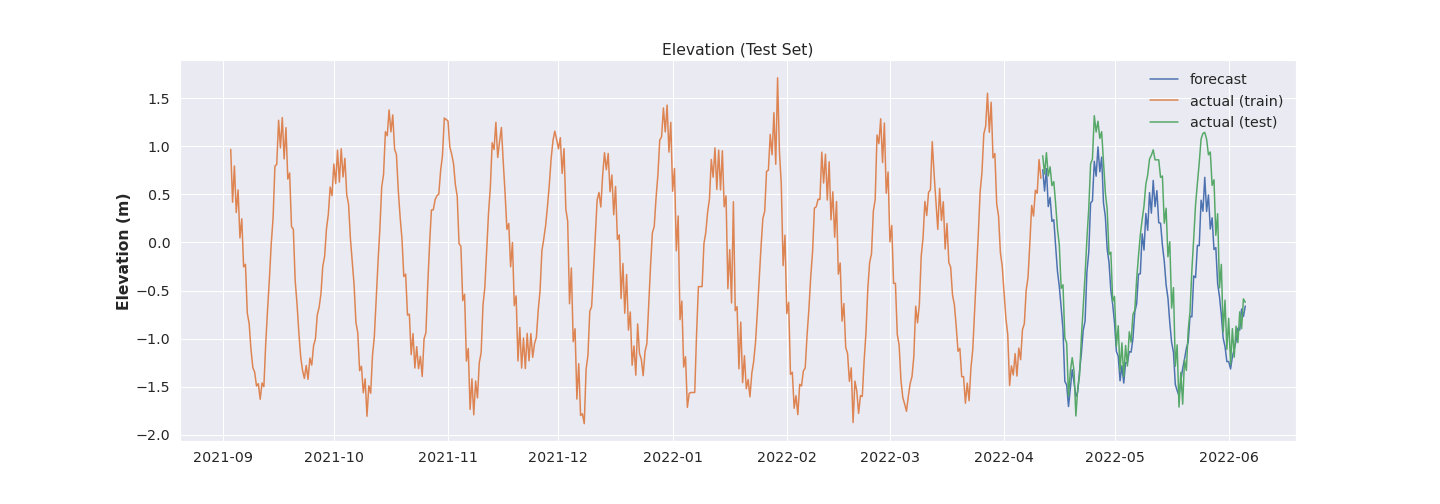 Elevation (Test Set)
forecast
actual (train)
actual (test)
Elevation (m)
1.5
1.0
0.5
0.0
−0.5
−1.0
−1.5
−2.0
2021-09 2021-10 2021-11 2021-12 2022-01 2022-02 2022-03 2022-04 2022-05 2022-06